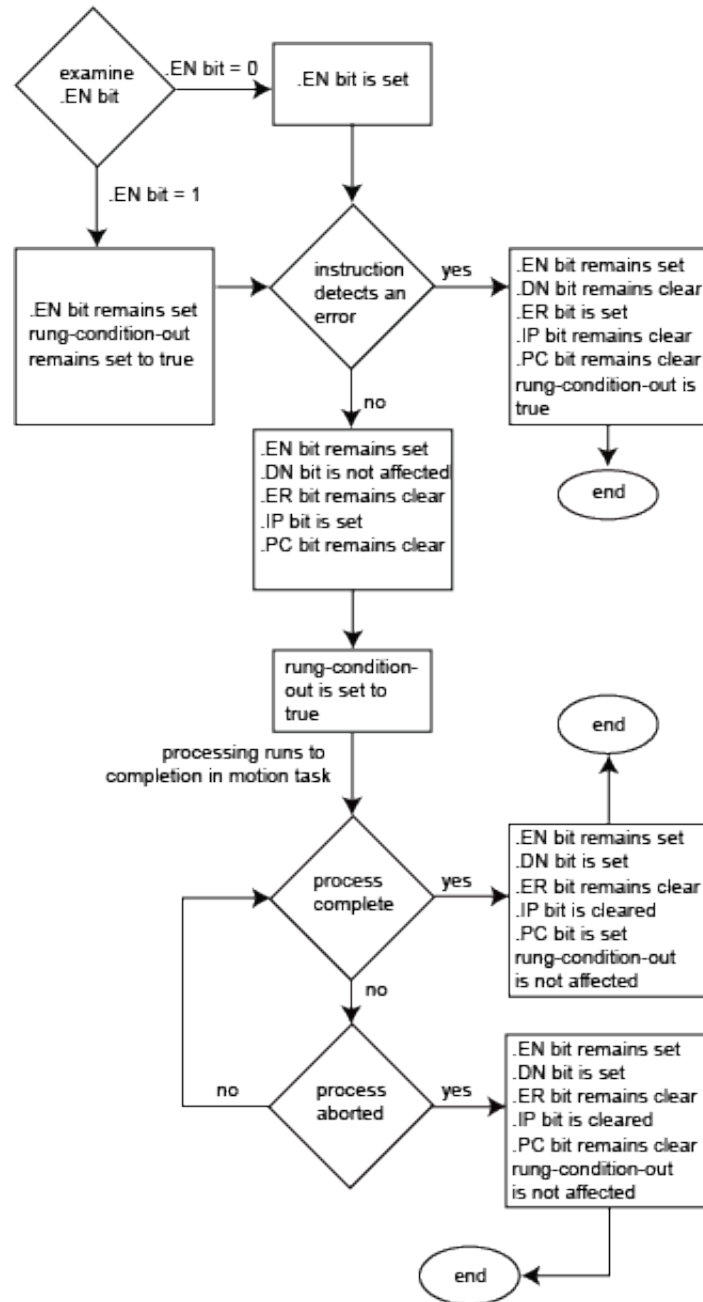 examine
.EN bit
.EN bit = 0
.EN bit is set
.EN bit = 1
.EN bit remains set
rung-condition-out
remains set to true
instruction
detects an
error
yes
.EN bit remains set
.DN bit remains clear
.ER bit is set
.IP bit remains clear
.PC bit remains clear
rung-condition-out is
true
end
no
.EN bit remains set
.DN bit is not affected
.ER bit remains clear
.IP bit is set
.PC bit remains clear
rung-condition-
out is set to
true
processing runs to
completion in motion task
end
process
complete
yes
.EN bit remains set
.DN bit is set
.ER bit remains clear
.IP bit is cleared
.PC bit is set
rung-condition-out
is not affected
no
process
aborted
no
yes
.EN bit remains set
.DN bit is set
.ER bit remains clear
.IP bit is cleared
.PC bit remains clear
rung-condition-out
is not affected
end